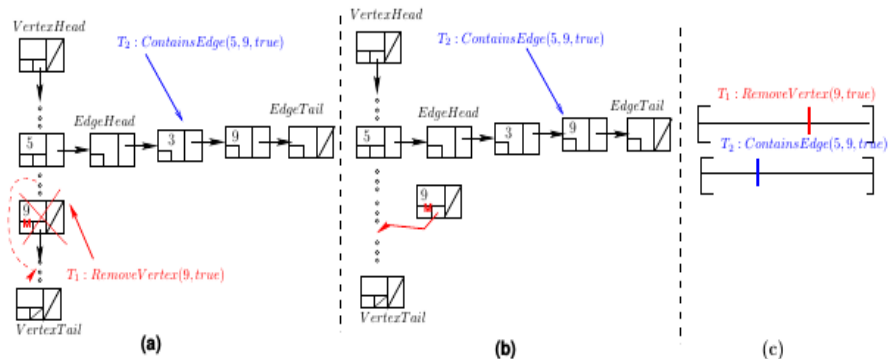 VertexHead
T₂ : ContainsEdge(5, 9, true)
EdgeHead
EdgeTail
5
3
9
9
M
T₁ : RemoveVertex(9, true)
VertexTail
(a)
VertexHead
T₂ : ContainsEdge(5, 9, true)
EdgeHead
EdgeTail
5
3
9
9
M
VertexTail
(b)
T₁ : RemoveVertex(9, true)
T₂ : ContainsEdge(5, 9, true)
(c)